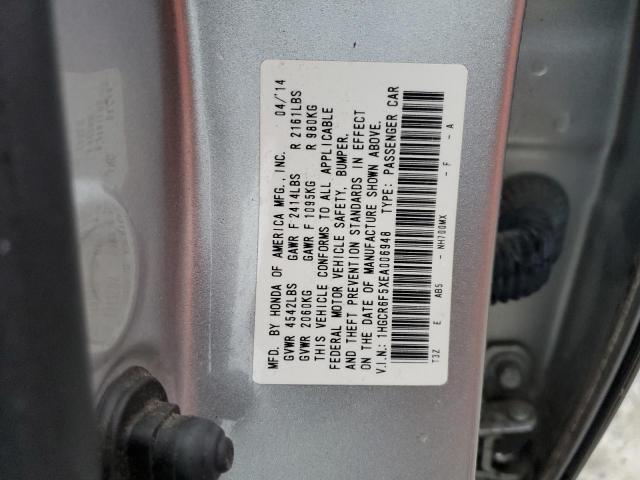 MFD. BY HONDA OF AMERICA MFG., INC. 04/14
GVWR 4542LBS GAWR F 2414LBS R 2161LBS
GVWR 2060KG GAWR F 1095KG R 980KG
THIS VEHICLE CONFORMS TO ALL APPLICABLE
FEDERAL MOTOR VEHICLE SAFETY, BUMPER,
AND THEFT PREVENTION STANDARDS IN EFFECT
ON THE DATE OF MANUFACTURE SHOWN ABOVE.
V.I.N.: 1HGCR6F5XEA006948 TYPE: PASSENGER CAR
T3Z E AB5 - NH700MX - F - A